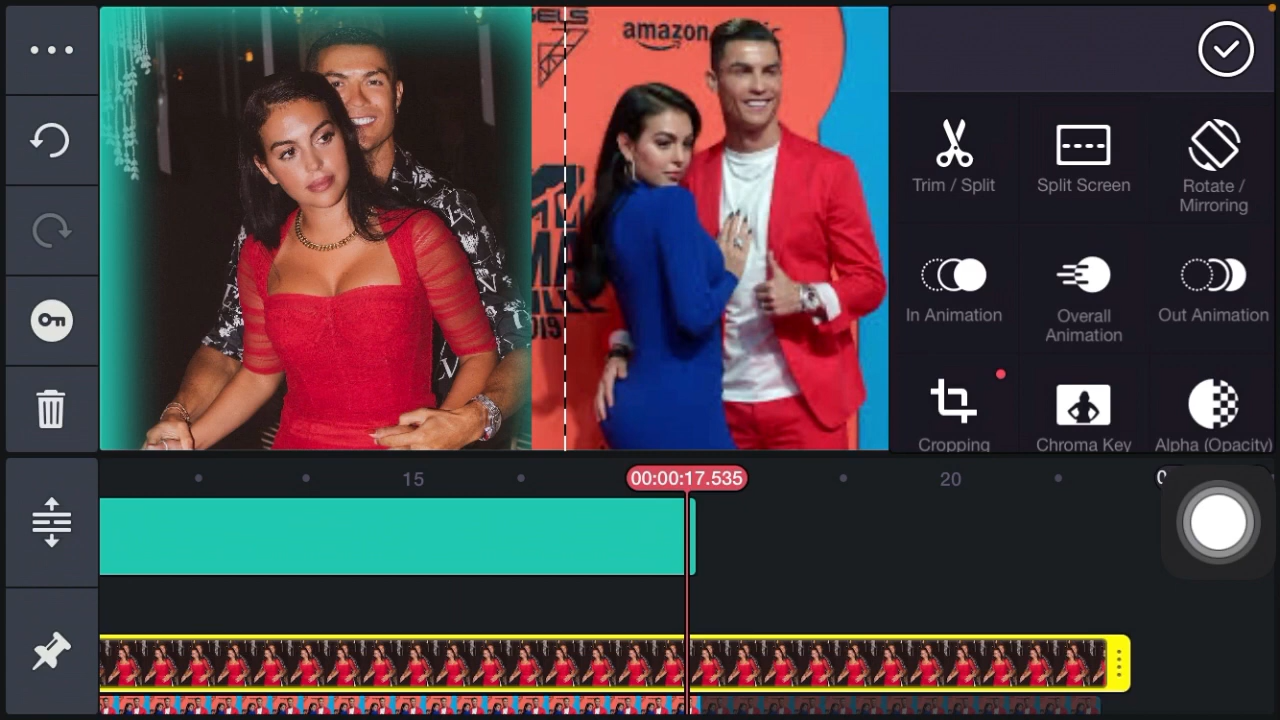 amazon
019
Trim / Split
Split Screen
Rotate /
Mirroring
In Animation
Overall
Animation
Out Animation
Cropping
Chroma Key
Alpha (Opacity)
15
00:00:17.535
20